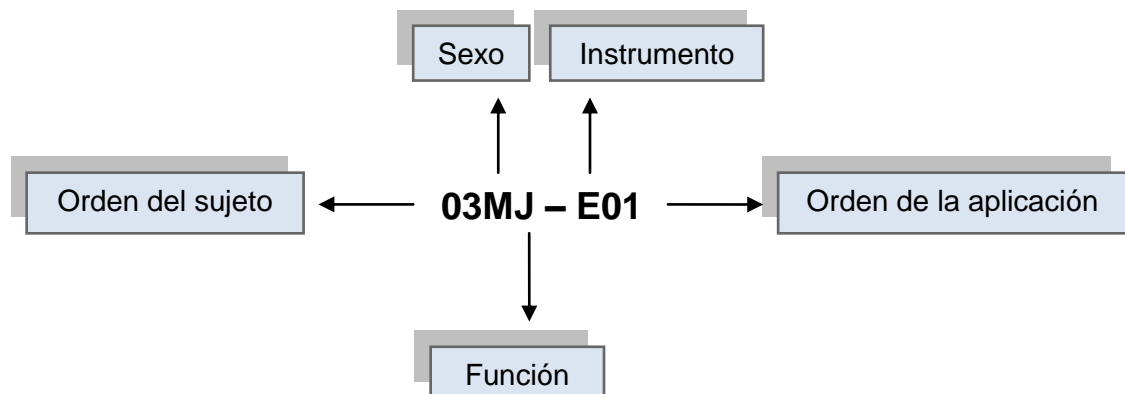 Sexo
Instrumento
Orden del sujeto
03MJ – E01
Orden de la aplicación
Función